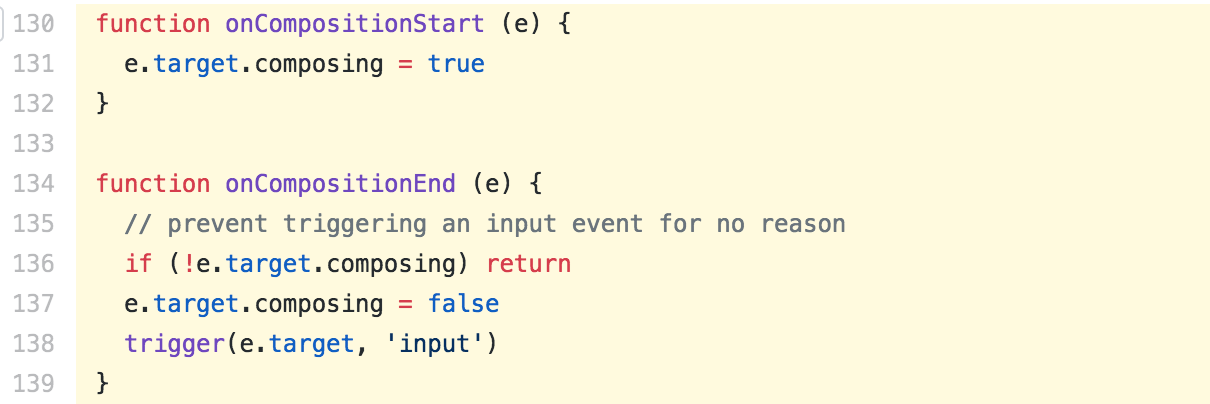 130 function onCompositionStart (e) {
131   e.target.composing = true
132 }
133
134 function onCompositionEnd (e) {
135   // prevent triggering an input event for no reason
136   if (!e.target.composing) return
137   e.target.composing = false
138   trigger(e.target, 'input')
139 }